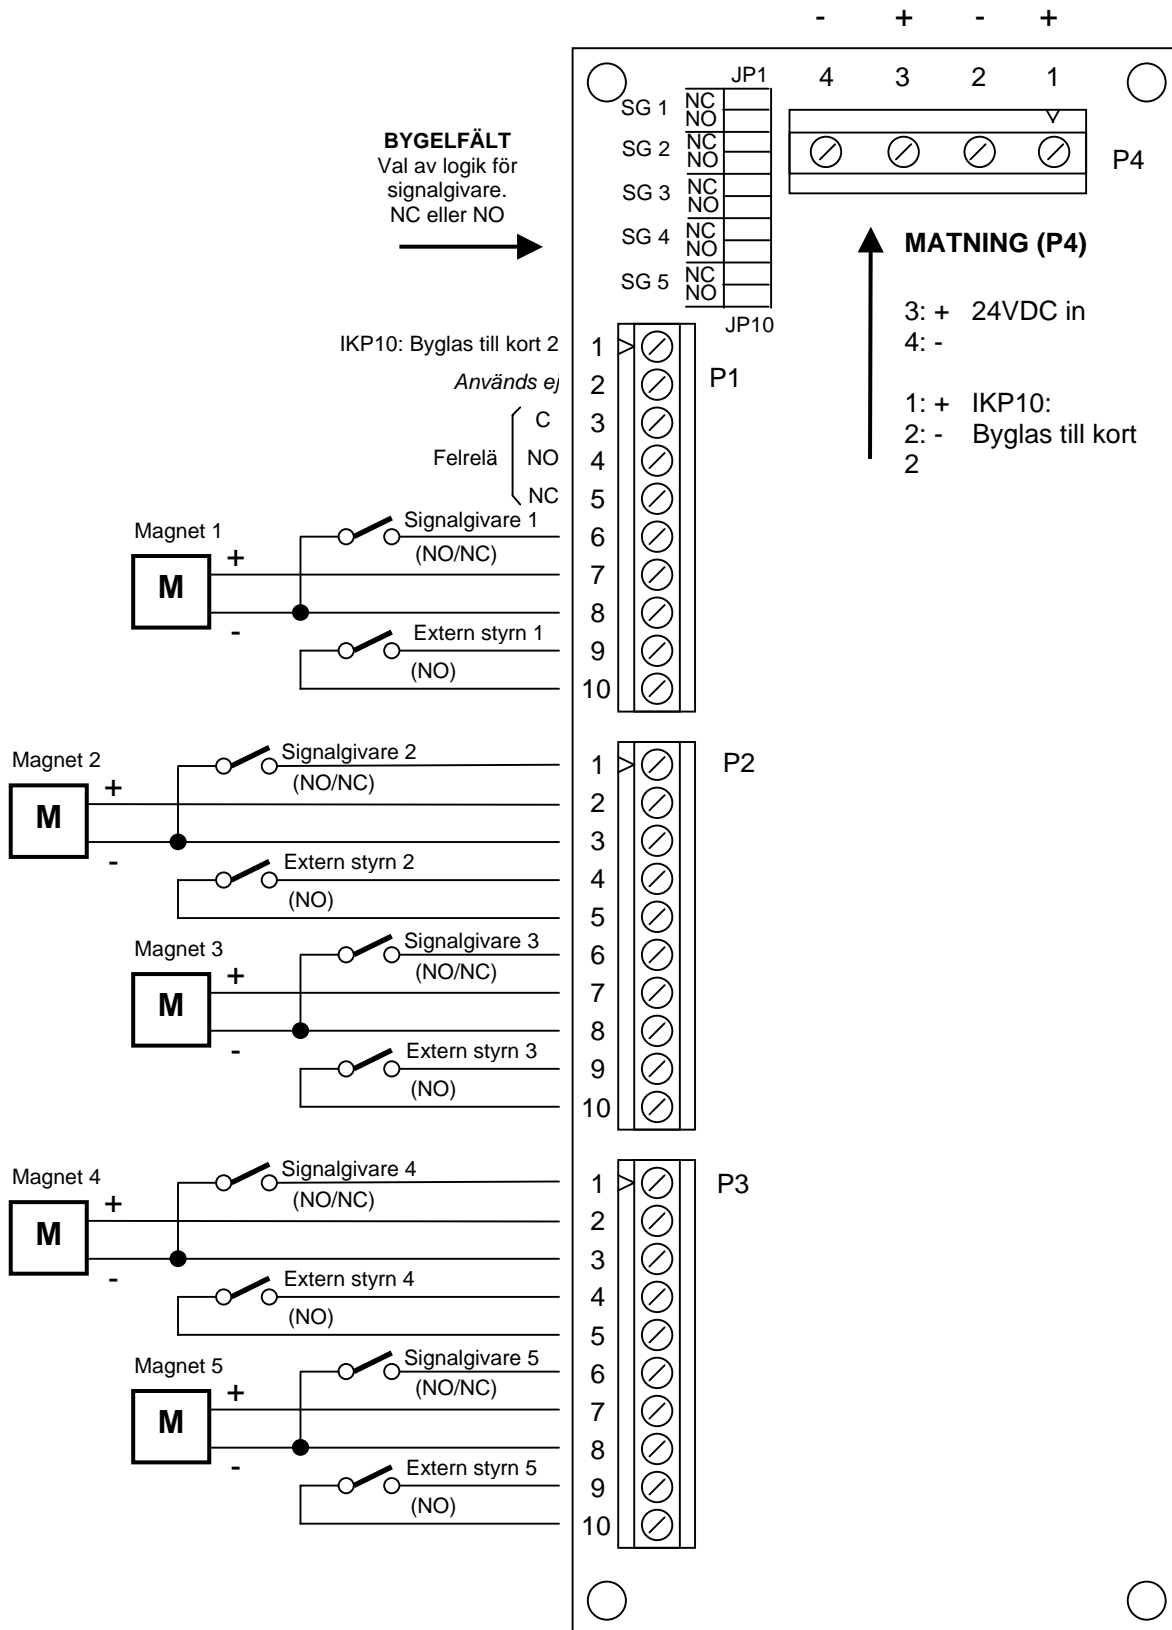 - + - +
JP1 4 3 2 1
SG 1 NC
NO
SG 2 NC
NO
SG 3 NC
NO
SG 4 NC
NO
SG 5 NC
NO
JP10
P4
BYGELFÄLT
Val av logik för
signalgivare.
NC eller NO
MATNING (P4)
3: + 24VDC in
4: -
1: + IKP10:
2: - Byglas till kort
2
IKP10: Byglas till kort 2 1
P1
Används ej 2
C 3
Felrelä NO 4
NC 5
Magnet 1
M
+
-
Signalgivare 1
(NO/NC)
6
7
8
Extern styrn 1
(NO)
9
10
Magnet 2
M
+
-
Signalgivare 2
(NO/NC)
1
P2
2
3
Extern styrn 2
(NO)
4
5
Magnet 3
M
+
-
Signalgivare 3
(NO/NC)
6
7
8
Extern styrn 3
(NO)
9
10
Magnet 4
M
+
-
Signalgivare 4
(NO/NC)
1
P3
2
3
Extern styrn 4
(NO)
4
5
Magnet 5
M
+
-
Signalgivare 5
(NO/NC)
6
7
8
Extern styrn 5
(NO)
9
10